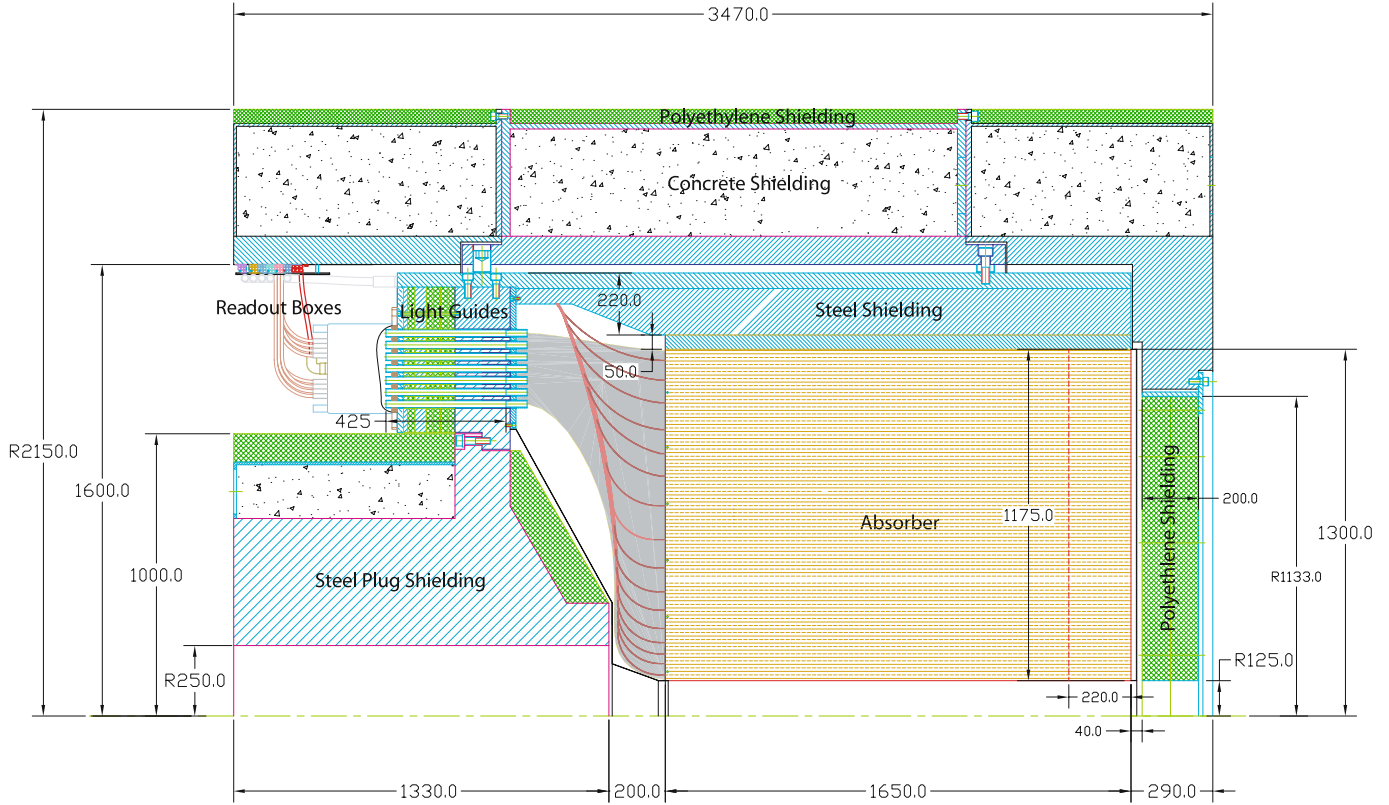 3470.0
Polyethylene Shielding
Concrete Shielding
Readout Boxes
Light Guides
220.0
Steel Shielding
50.0
425
R2150.0
1600.0
1000.0
R250.0
Steel Plug Shielding
Absorber
1175.0
Polyethlene Shielding
200.0
1300.0
R1133.0
R125.0
220.0
40.0
1330.0
200.0
1650.0
290.0